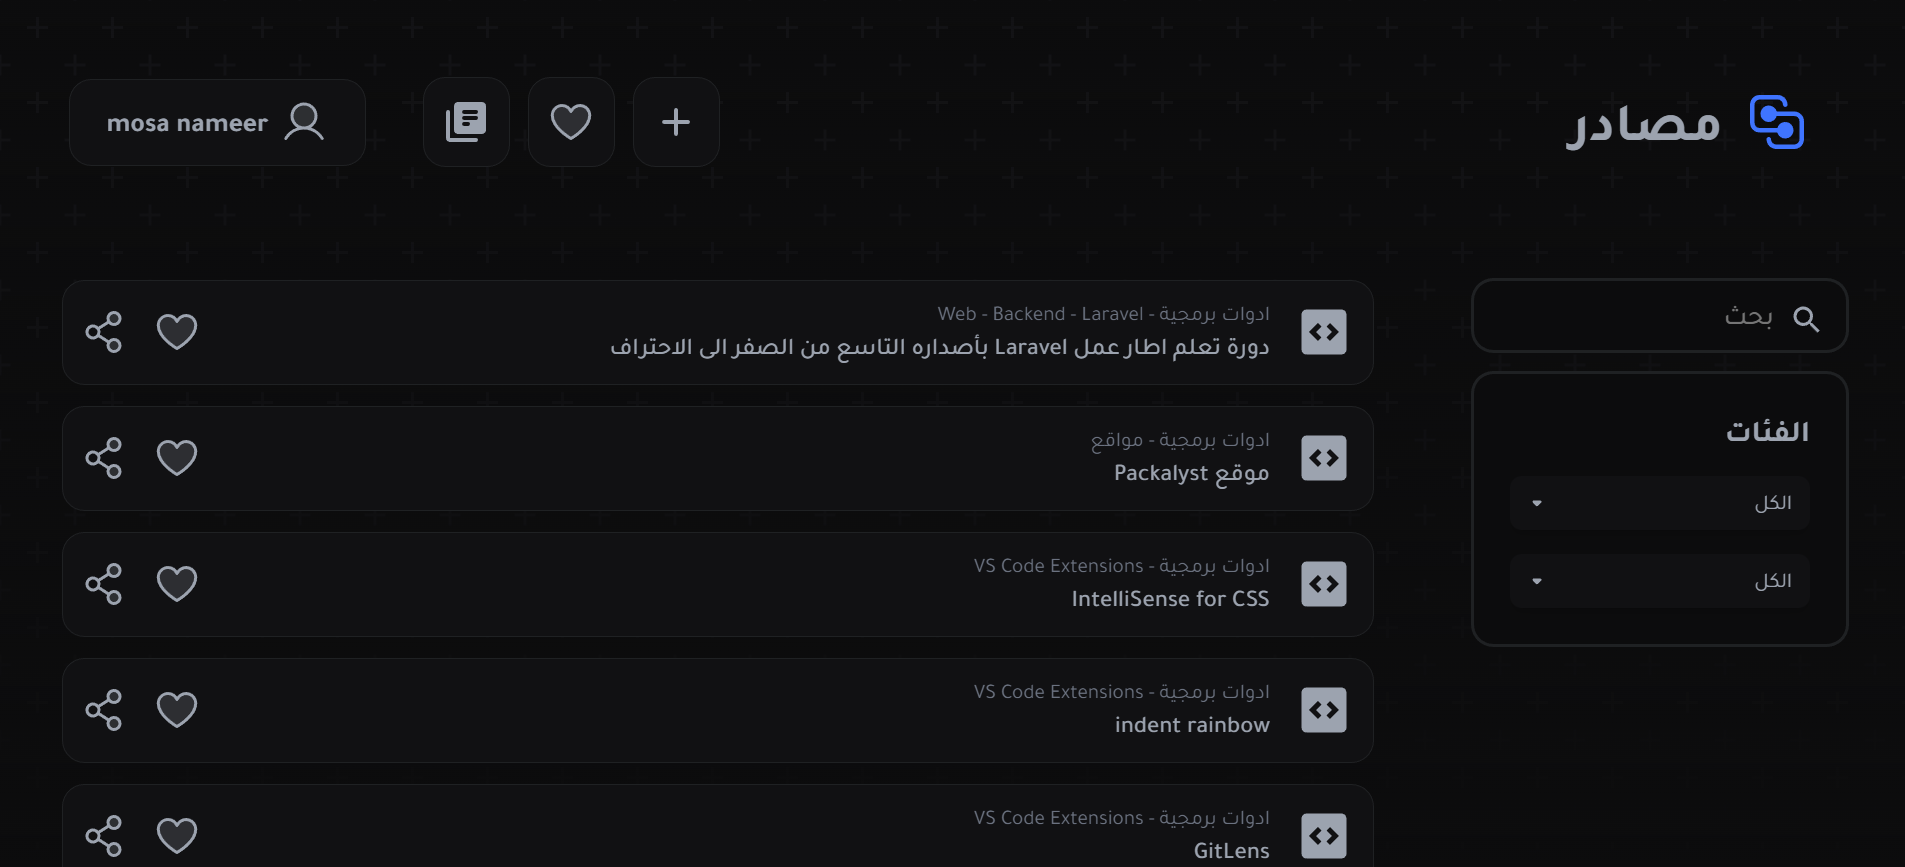 مصادر
mosa nameer
بحث
الفئات
الكل
الكل
ادوات برمجية - Web - Backend - Laravel
دورة تعلم اطار عمل Laravel بأصداره التاسع من الصفر الى الاحتراف
ادوات برمجية - مواقع
موقع Packalyst
ادوات برمجية - VS Code Extensions
IntelliSense for CSS
ادوات برمجية - VS Code Extensions
indent rainbow
ادوات برمجية - VS Code Extensions
GitLens